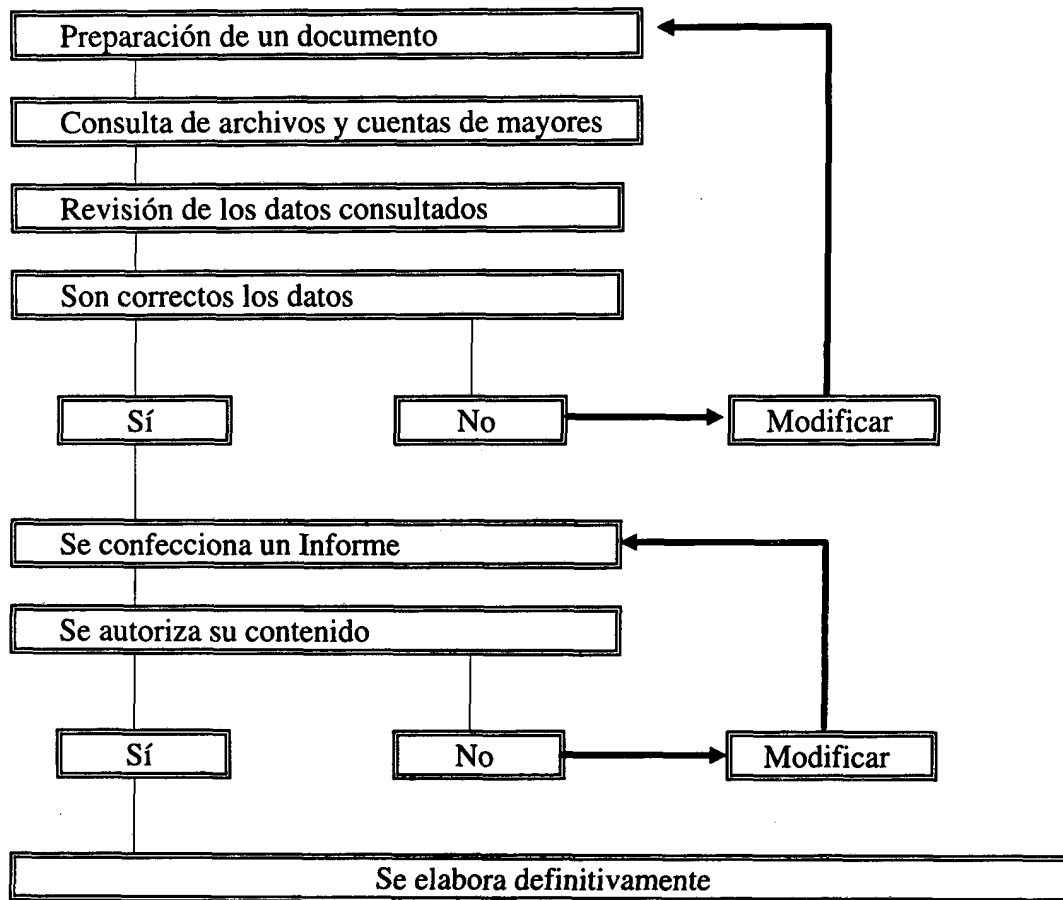 Preparación de un documento
Consulta de archivos y cuentas de mayores
Revisión de los datos consultados
Son correctos los datos
Sí
No
Modificar
Se confecciona un Informe
Se autoriza su contenido
Sí
No
Modificar
Se elabora definitivamente